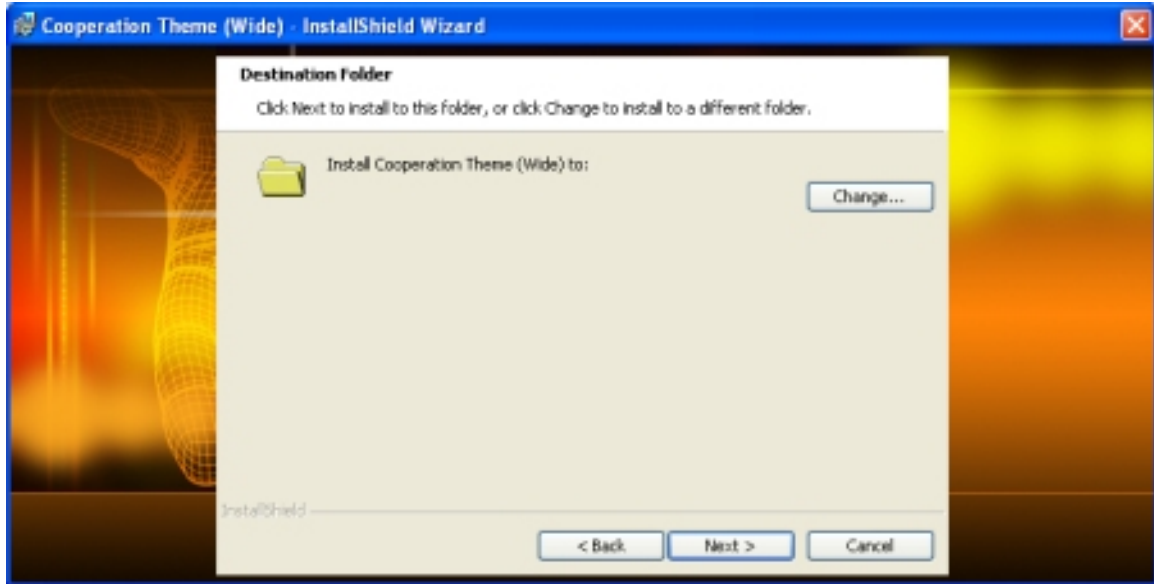 Cooperation Theme (Wide) - InstallShield Wizard
Destination Folder
Click Next to install to this folder, or click Change to install to a different folder.
Install Cooperation Theme (Wide) to:
Change...
InstallShield
< Back
Next >
Cancel